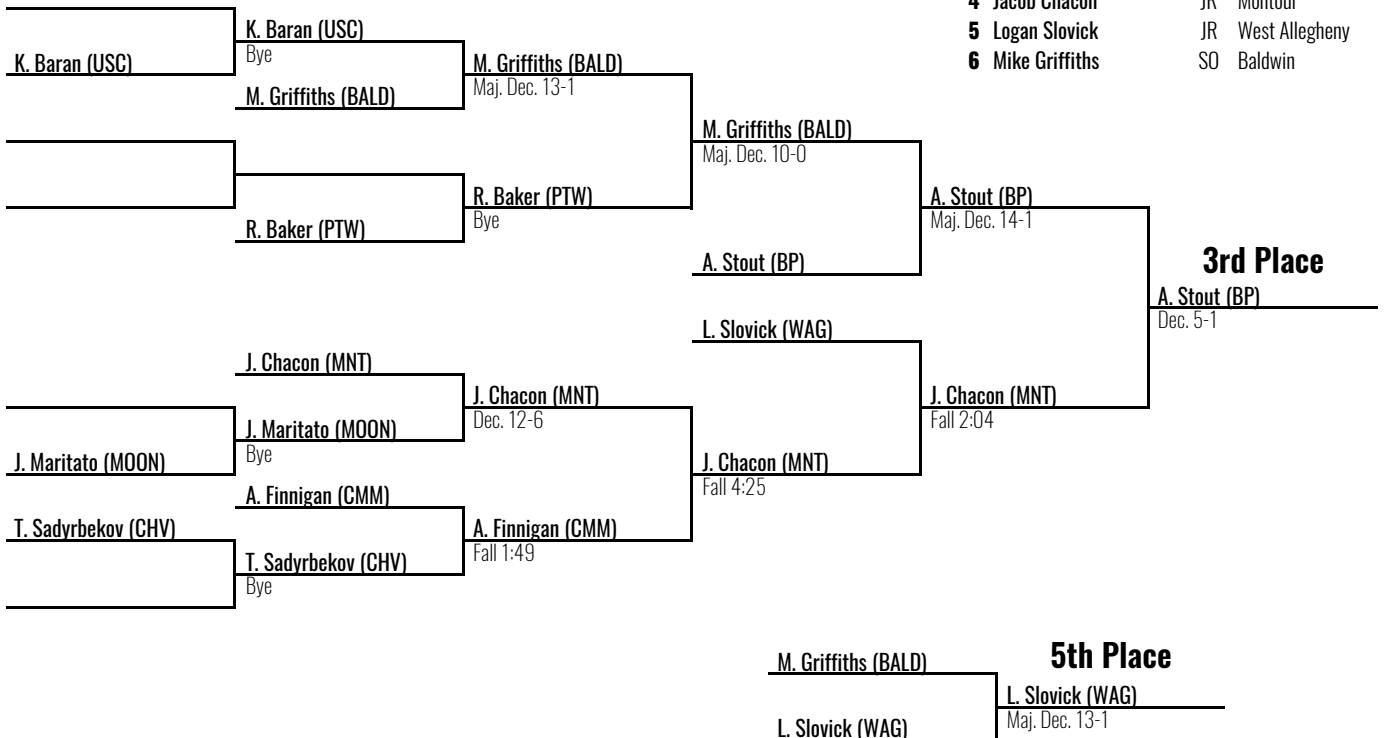 4 Jacob Chacon JR Montour
5 Logan Slovick JR West Allegheny
6 Mike Griffiths SO Baldwin
K. Baran (USC)
K. Baran (USC)
Bye
M. Griffiths (BALD)
M. Griffiths (BALD)
Maj. Dec. 13-1
R. Baker (PTW)
R. Baker (PTW)
Bye
M. Griffiths (BALD)
Maj. Dec. 10-0
A. Stout (BP)
A. Stout (BP)
Maj. Dec. 14-1
3rd Place
A. Stout (BP)
Dec. 5-1
L. Slovick (WAG)
J. Chacon (MNT)
J. Chacon (MNT)
Dec. 12-6
J. Chacon (MNT)
Fall 2:04
J. Maritato (MOON)
Bye
J. Maritato (MOON)
J. Chacon (MNT)
Fall 4:25
A. Finnigan (CMM)
T. Sadyrbekov (CHV)
A. Finnigan (CMM)
Fall 1:49
T. Sadyrbekov (CHV)
Bye
5th Place
M. Griffiths (BALD)
L. Slovick (WAG)
Maj. Dec. 13-1
L. Slovick (WAG)